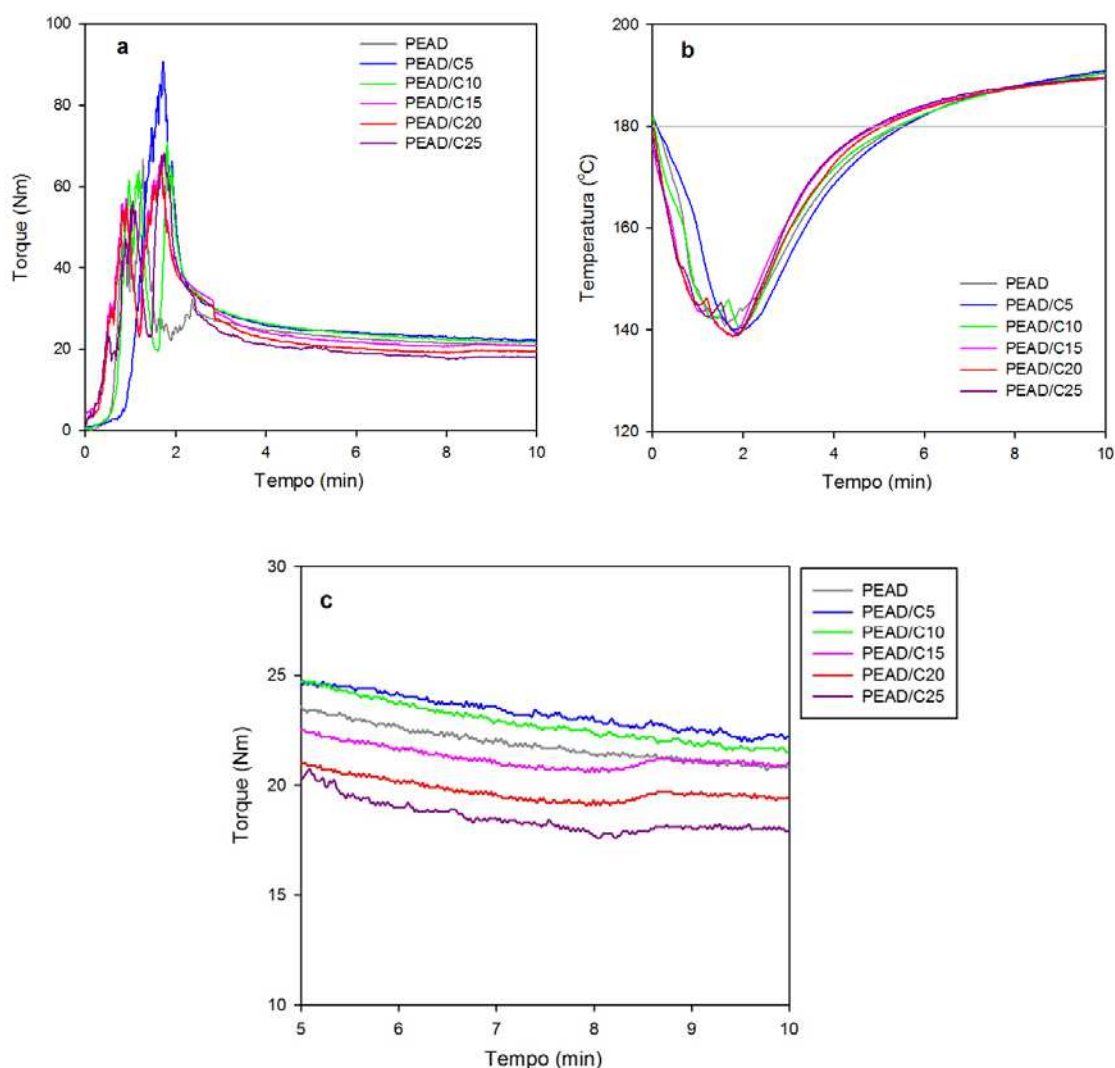 a
Torque (Nm)
100
80
60
40
20
0
0 2 4 6 8 10
Tempo (min)
PEAD
PEAD/C5
PEAD/C10
PEAD/C15
PEAD/C20
PEAD/C25
b
Temperatura (°C)
200
180
160
140
120
0 2 4 6 8 10
Tempo (min)
PEAD
PEAD/C5
PEAD/C10
PEAD/C15
PEAD/C20
PEAD/C25
c
Torque (Nm)
30
25
20
15
10
5 6 7 8 9 10
Tempo (min)
PEAD
PEAD/C5
PEAD/C10
PEAD/C15
PEAD/C20
PEAD/C25